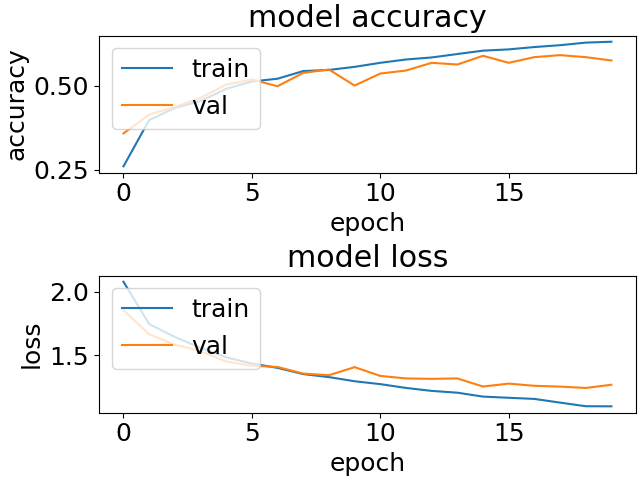 model accuracy
accuracy
0.50
0.25
train
val
0 5 10 15
epoch
model loss
loss
2.0
1.5
train
val
0 5 10 15
epoch